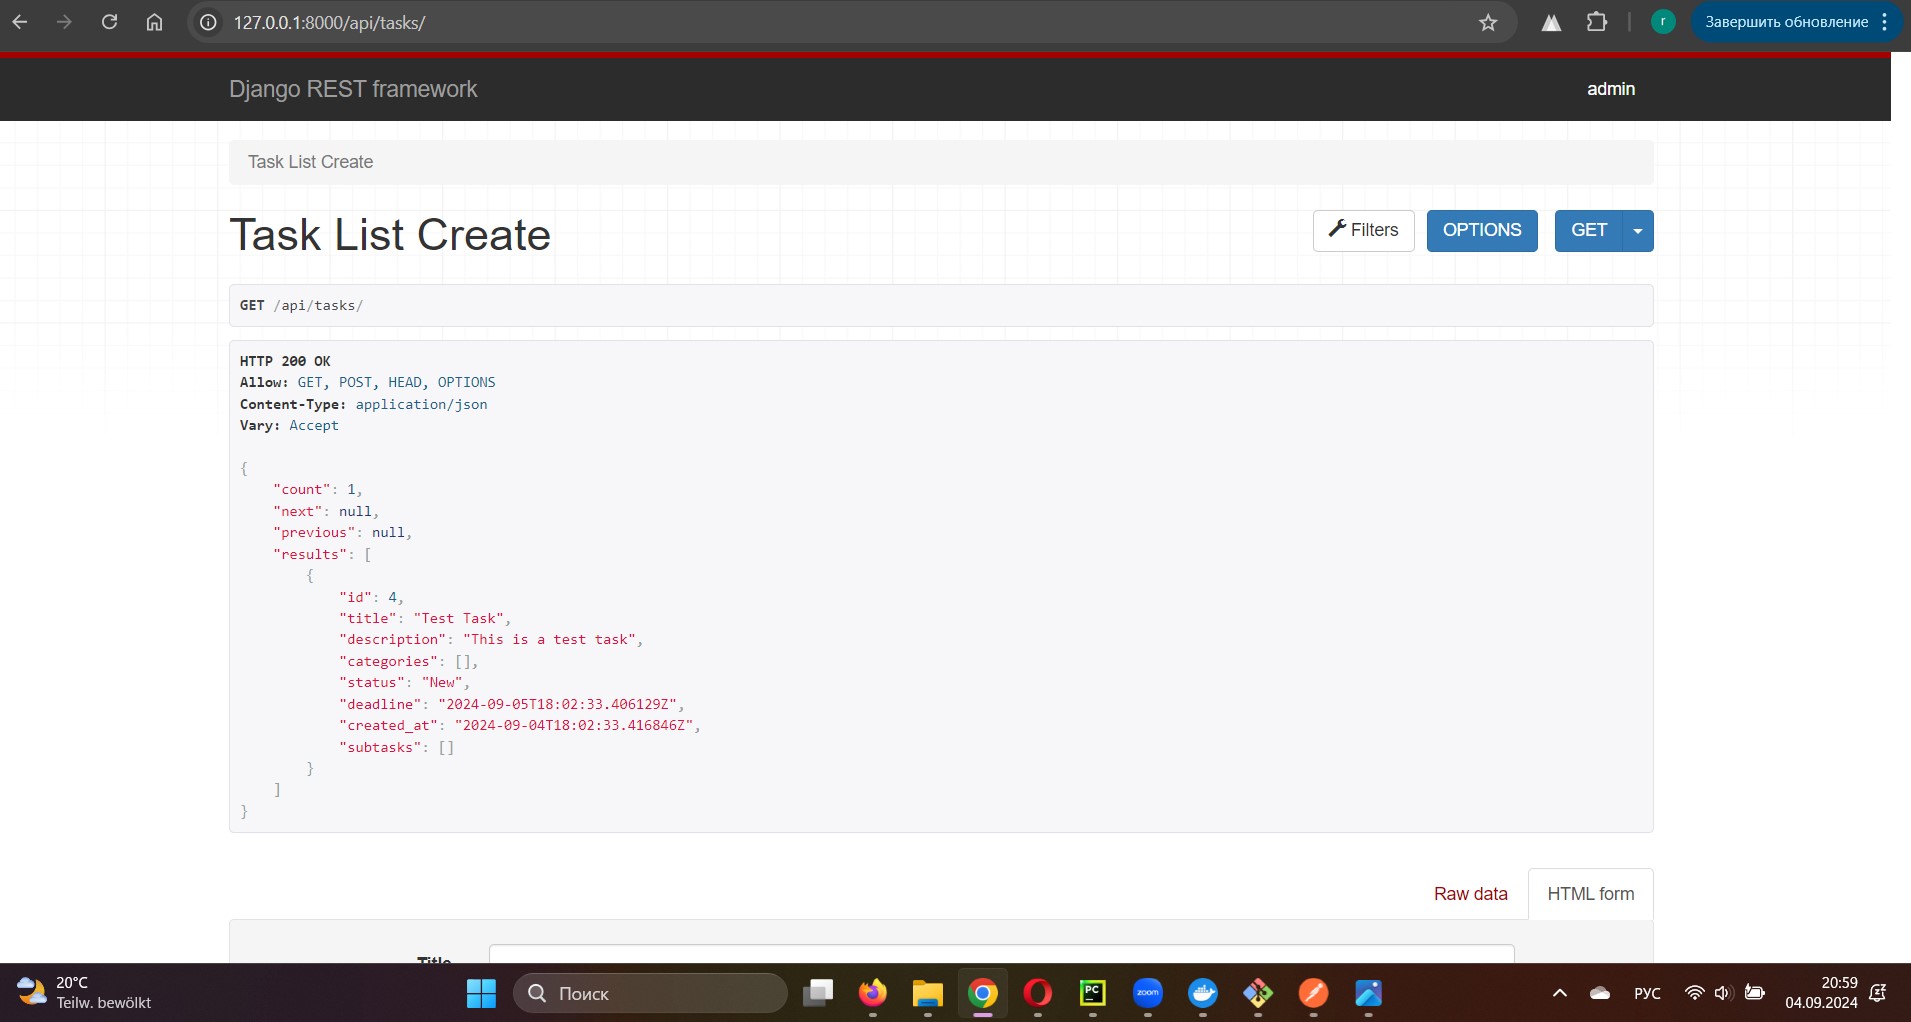 127.0.0.1:8000/api/tasks/
r
Завершить обновление
Django REST framework
admin
Task List Create
Task List Create
Filters
OPTIONS
GET
GET /api/tasks/
HTTP 200 OK
Allow: GET, POST, HEAD, OPTIONS
Content-Type: application/json
Vary: Accept
{
"count": 1,
"next": null,
"previous": null,
"results": [
{
"id": 4,
"title": "Test Task",
"description": "This is a test task",
"categories": [],
"status": "New",
"deadline": "2024-09-05T18:02:33.406129Z",
"created_at": "2024-09-04T18:02:33.416846Z",
"subtasks": []
}
]
}
Raw data
HTML form
Title
20°C
Teilw. bewölkt
Поиск
PC
zoom
РУС
20:59
04.09.2024